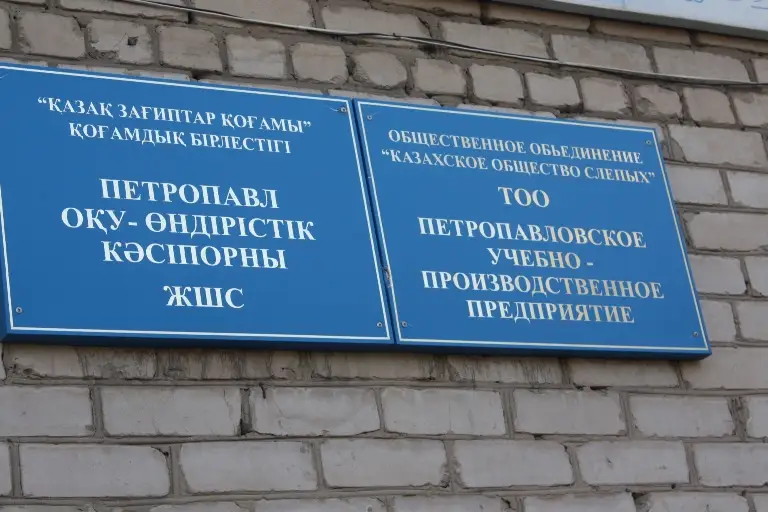 “ҚАЗАҚ ЗАҒИПТАР ҚОҒАМЫ”
ҚОҒАМДЫҚ БІРЛЕСТІГІ
ПЕТРОПАВЛ
ОҚУ- ӨНДІРІСТІК
КӘСІПОРНЫ
ЖШС
ОБЩЕСТВЕННОЕ ОБЬЕДИНЕНИЕ
“КАЗАХСКОЕ ОБЩЕСТВО СЛЕПЫХ”
ТОО
ПЕТРОПАВЛОВСКОЕ
УЧЕБНО -
ПРОИЗВОДСТВЕННОЕ
ПРЕДПРИЯТИЕ